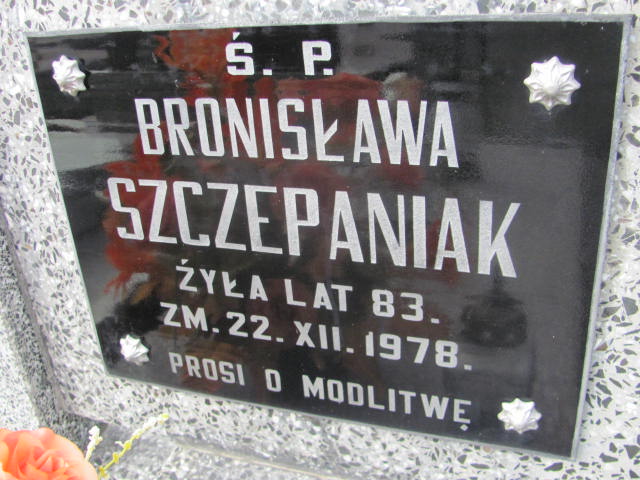 Ś. P.
BRONISŁAWA
SZCZEPANIAK
ŻYŁA LAT 83.
ZM. 22. XII. 1978.
PROSI O MODLITWĘ